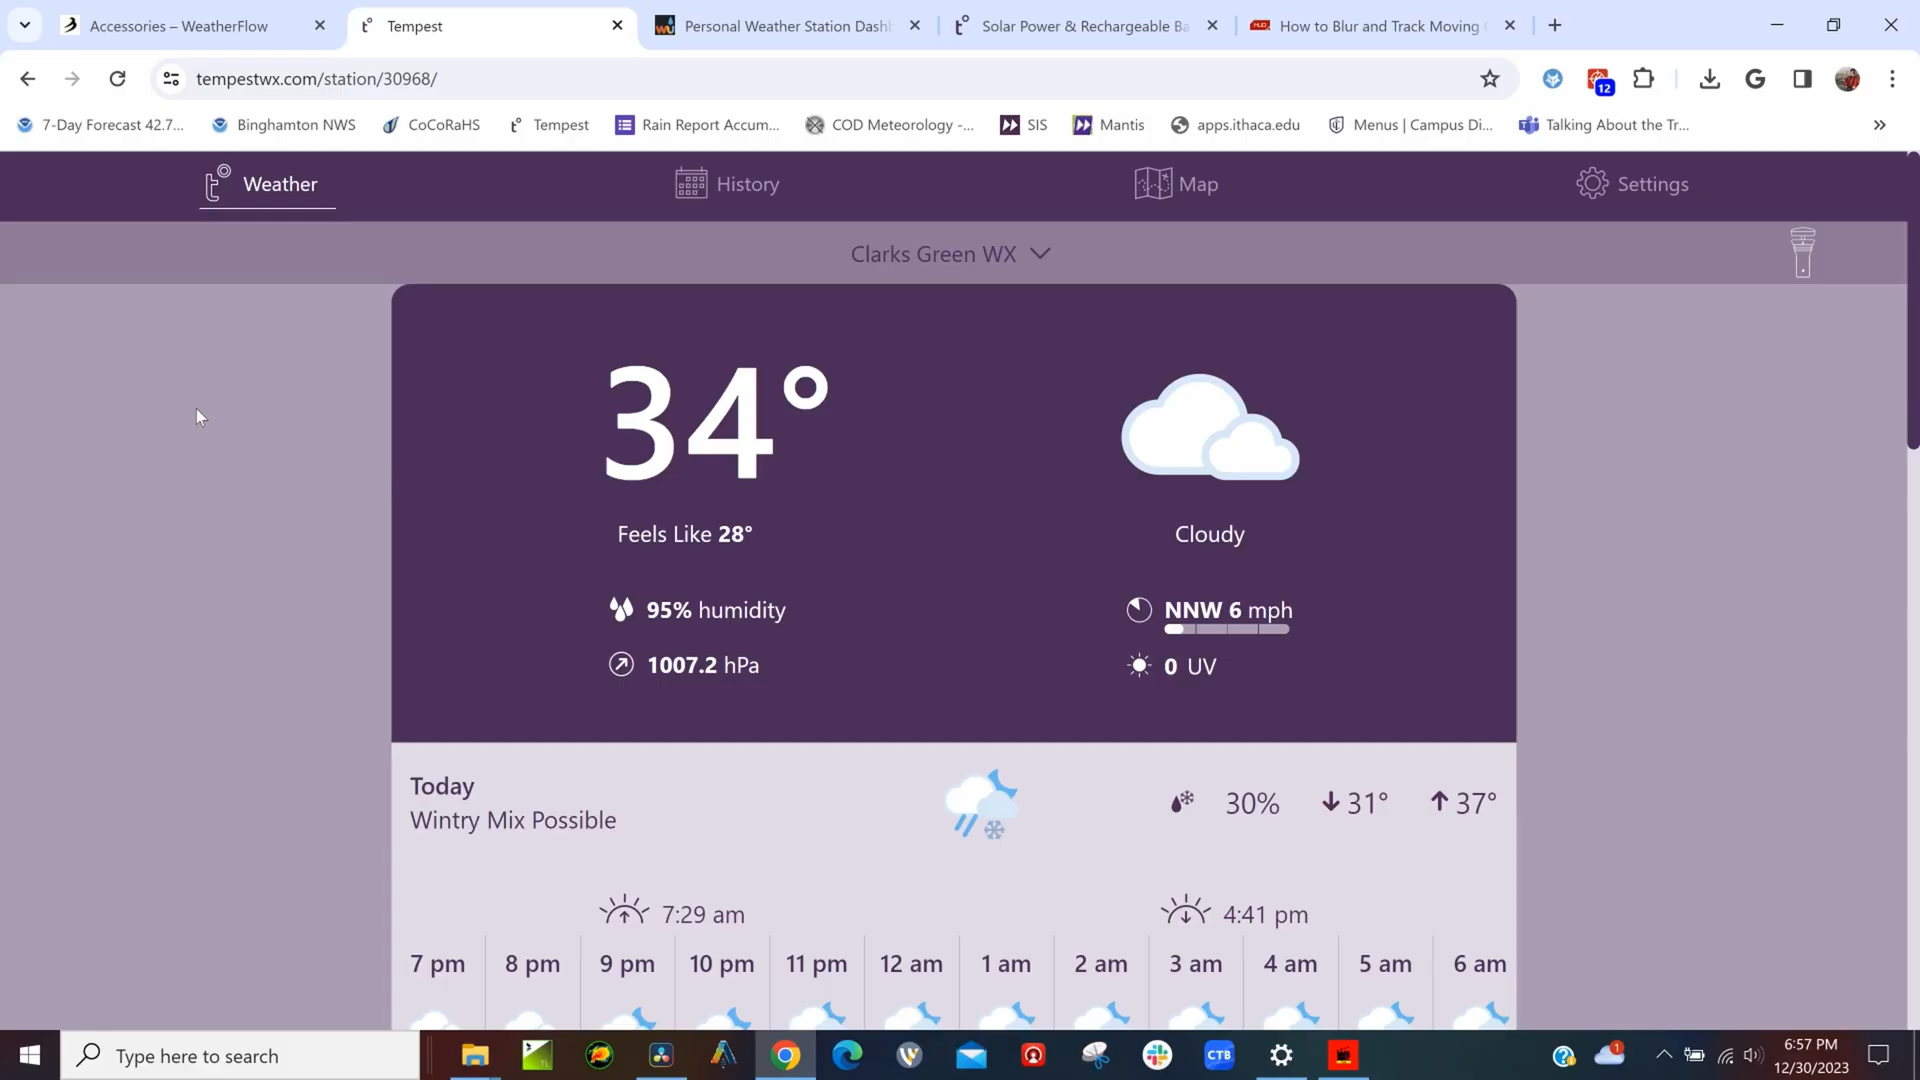 Accessories – WeatherFlow
Tempest
Personal Weather Station Dashb
Solar Power & Rechargeable Ba
How to Blur and Track Moving
tempestwx.com/station/30968/
12
7-Day Forecast 42.7...
Binghamton NWS
CoCoRaHS
Tempest
Rain Report Accum...
COD Meteorology -...
SIS
Mantis
apps.ithaca.edu
Menus | Campus Di...
Talking About the Tr...
Weather
History
Map
Settings
Clarks Green WX
34°
Feels Like 28°
Cloudy
95% humidity
NNW 6 mph
1007.2 hPa
0 UV
Today
Wintry Mix Possible
30%
31°
37°
7:29 am
4:41 pm
7 pm 8 pm 9 pm 10 pm 11 pm 12 am 1 am 2 am 3 am 4 am 5 am 6 am
Type here to search
CTB
1
6:57 PM
12/30/2023